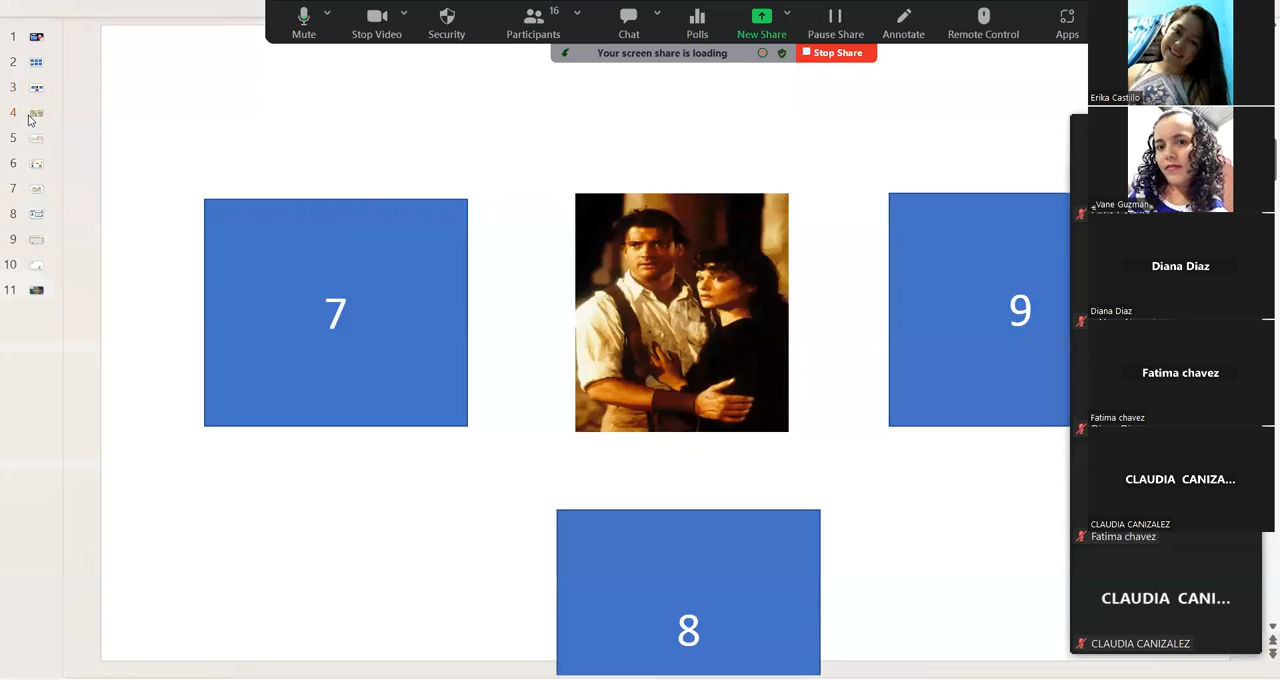 16
Mute
Stop Video
Security
Participants
Chat
Polls
New Share
Pause Share
Annotate
Remote Control
Apps
Your screen share is loading
Stop Share
1
2
3
4
5
6
7
8
9
10
11
7
9
8
Erika Castillo
Vane Guzman
Diana Diaz
Diana Diaz
Fatima chavez
Fatima chavez
CLAUDIA CANIZA...
CLAUDIA CANIZALEZ
Fatima chavez
CLAUDIA CANI...
CLAUDIA CANIZALEZ